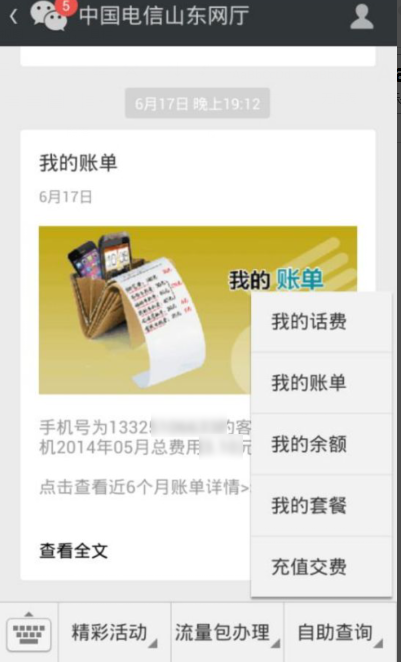 5
中国电信山东网厅
6月17日 晚上19:12
我的账单
6月17日
我的 账单
手机号为1332
的客
机2014年05月总费用
元
点击查看近6个月账单详情>
查看全文
我的话费
我的账单
我的余额
我的套餐
充值交费
精彩活动
流量包办理
自助查询